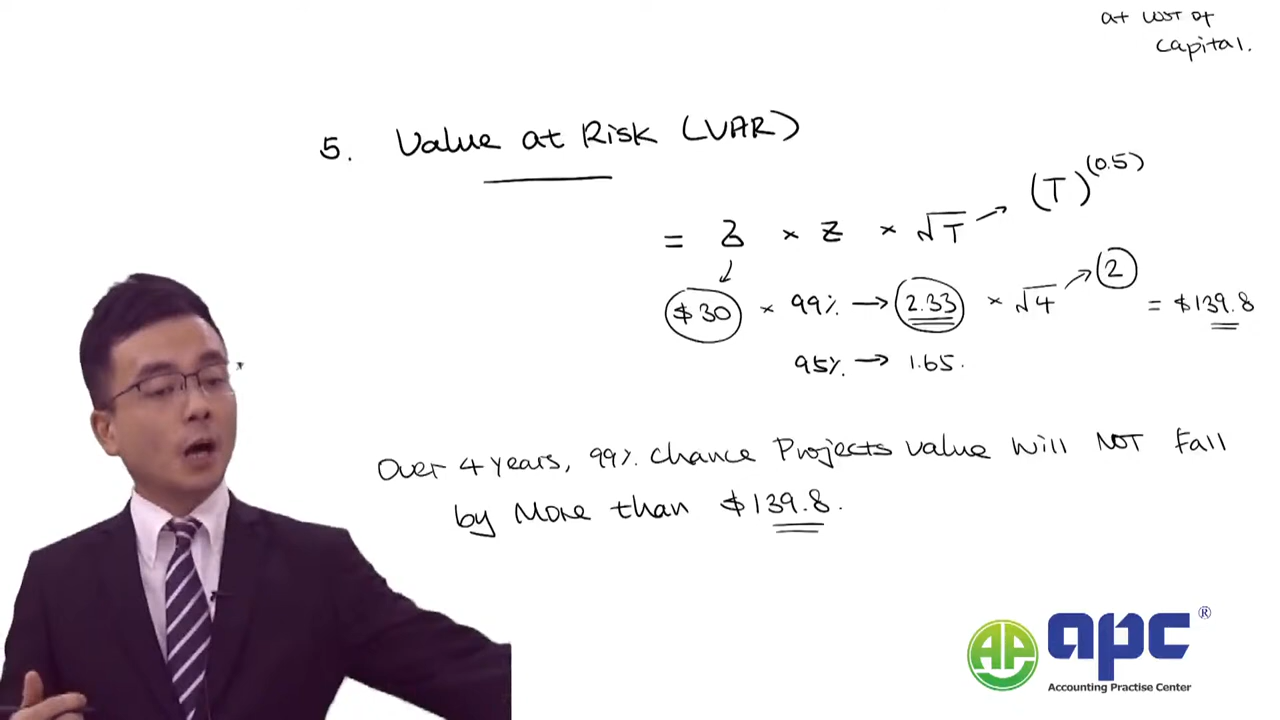 at cost of
capital.
5. Value at Risk (VAR)
= Z × Z × √T → (T)^(0.5)
$30 × 99% → 2.33 × √4 → 2 = $139.8
95% → 1.65.
Over 4 years, 99% chance Projects value will NOT Fall
by More than $139.8.
AP apc ®
Accounting Practise Center